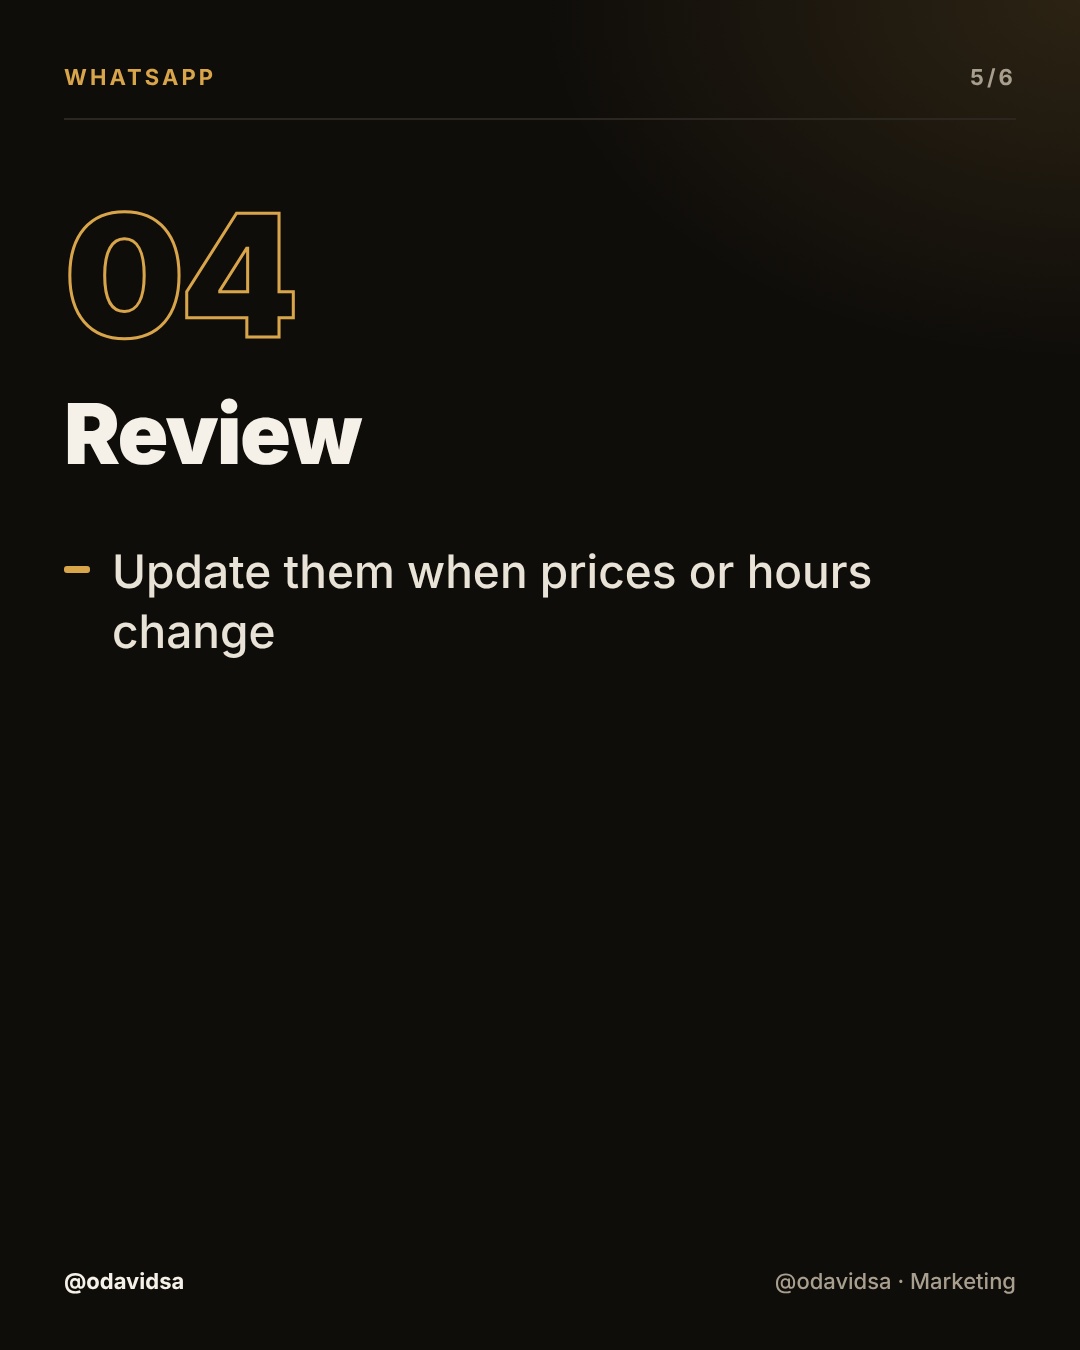 WHATSAPP
5/6
04
Review
Update them when prices or hours
change
@odavidsa
@odavidsa · Marketing